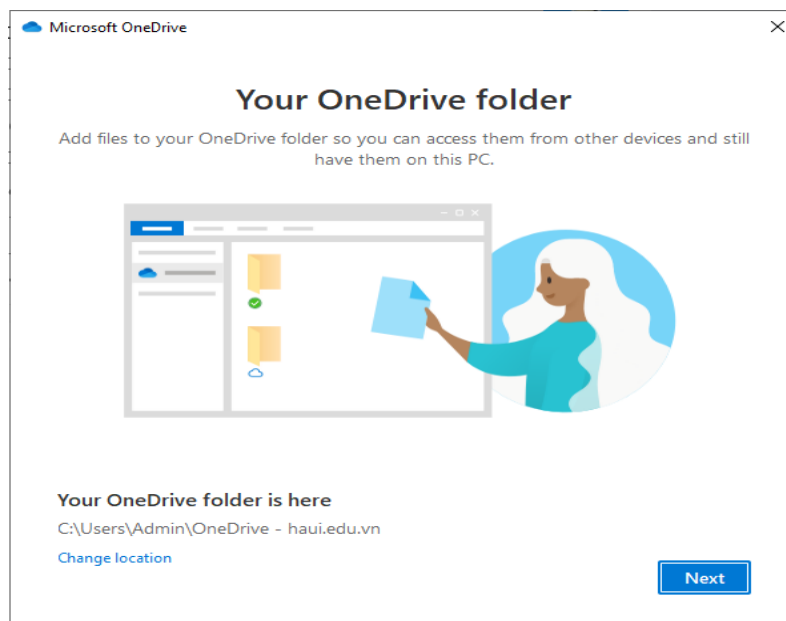 Microsoft OneDrive
Your OneDrive folder
Add files to your OneDrive folder so you can access them from other devices and still
have them on this PC.
Your OneDrive folder is here
C:\Users\Admin\OneDrive - haui.edu.vn
Change location
Next